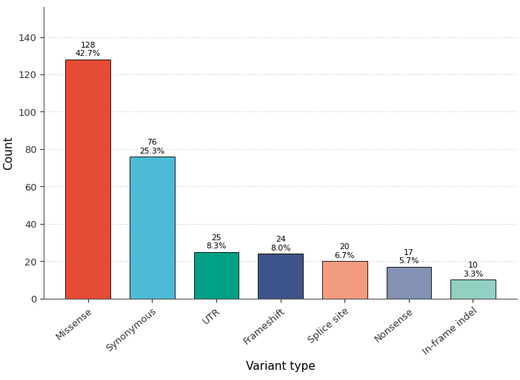 Count
140
120
100
80
60
40
20
0
128
42.7%
76
25.3%
25
8.3%
24
8.0%
20
6.7%
17
5.7%
10
3.3%
Missense
Synonymous
UTR
Frameshift
Splice site
Nonsense
In-frame indel
Variant type